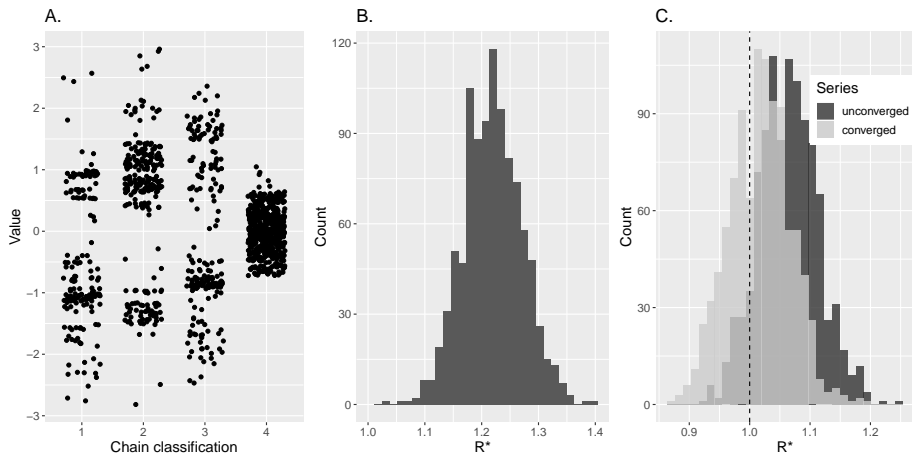 A.
B.
C.
3
2
1
0
−1
−2
−3
Value
1
2
3
4
Chain classification
120
90
60
30
0
Count
1.0
1.1
1.2
1.3
1.4
R*
90
60
30
0
Count
0.9
1.0
1.1
1.2
R*
Series
unconverged
converged